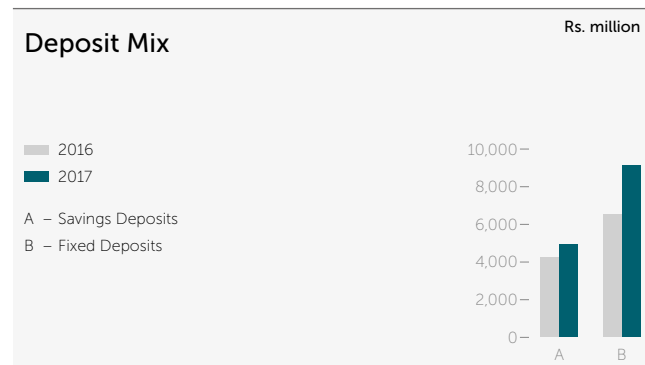 Deposit Mix
Rs. million
2016
2017
A – Savings Deposits
B – Fixed Deposits
10,000
8,000
6,000
4,000
2,000
0
A B